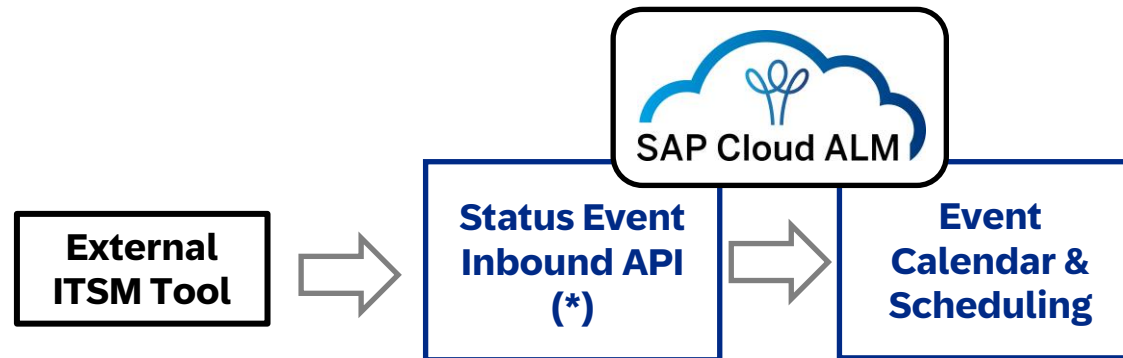 SAP Cloud ALM
External
ITSM Tool
Status Event
Inbound API
(*)
Event
Calendar &
Scheduling